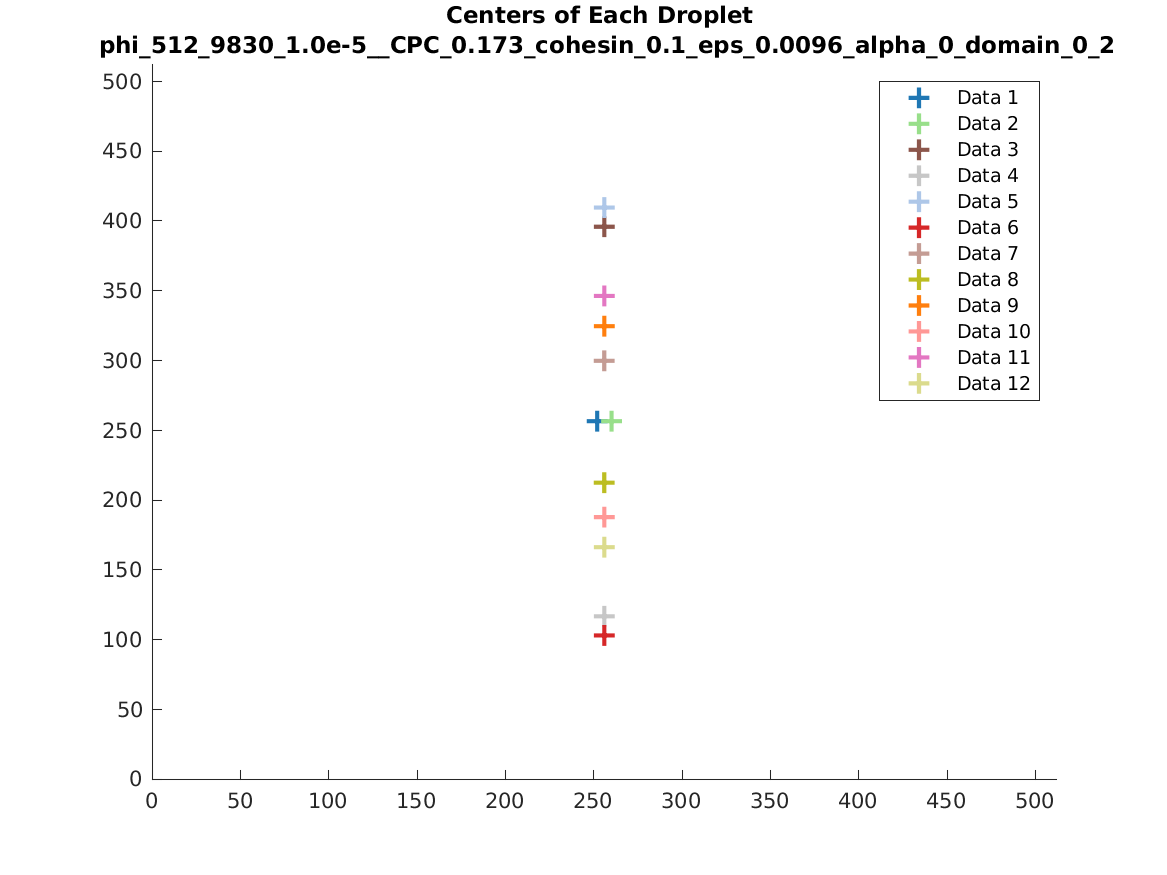 Centers of Each Droplet
phi_512_9830_1.0e-5__CPC_0.173_cohesin_0.1_eps_0.0096_alpha_0_domain_0_2
500
450
400
350
300
250
200
150
100
50
0
0 50 100 150 200 250 300 350 400 450 500
Data 1
Data 2
Data 3
Data 4
Data 5
Data 6
Data 7
Data 8
Data 9
Data 10
Data 11
Data 12